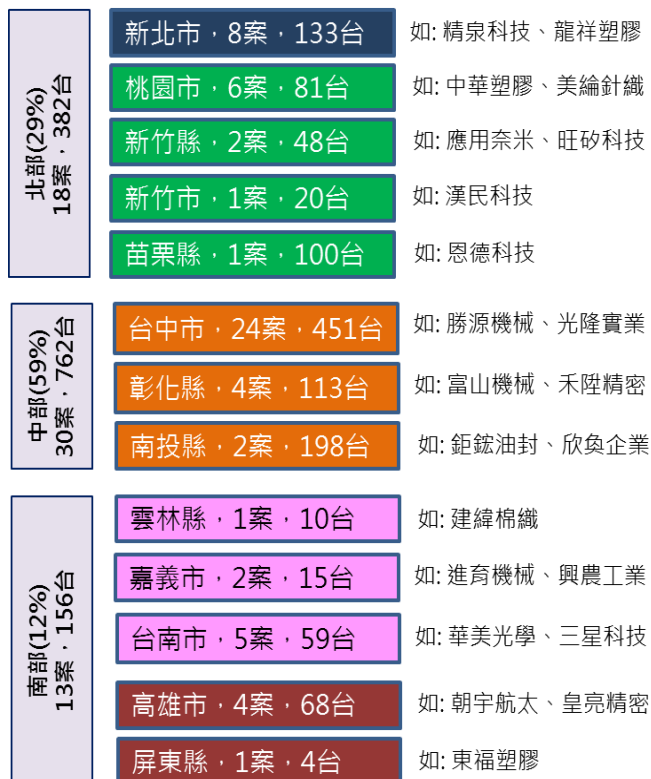 北部(29%)
18案，382台
新北市，8案，133台
如: 精泉科技、龍祥塑膠
桃園市，6案，81台
如: 中華塑膠、美綸針織
新竹縣，2案，48台
如: 應用奈米、旺矽科技
新竹市，1案，20台
如: 漢民科技
苗栗縣，1案，100台
如: 恩德科技
中部(59%)
30案，762台
台中市，24案，451台
如: 勝源機械、光隆實業
彰化縣，4案，113台
如: 富山機械、禾陞精密
南投縣，2案，198台
如: 鉅鋐油封、欣奐企業
南部(12%)
13案，156台
雲林縣，1案，10台
如: 建緯棉織
嘉義市，2案，15台
如: 進育機械、興農工業
台南市，5案，59台
如: 華美光學、三星科技
高雄市，4案，68台
如: 朝宇航太、皇亮精密
屏東縣，1案，4台
如: 東福塑膠